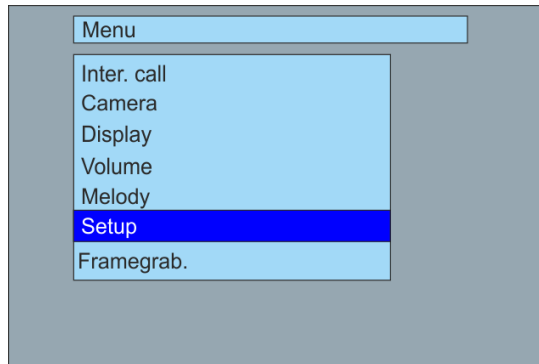 Menu
Inter. call
Camera
Display
Volume
Melody
Setup
Framegrab.